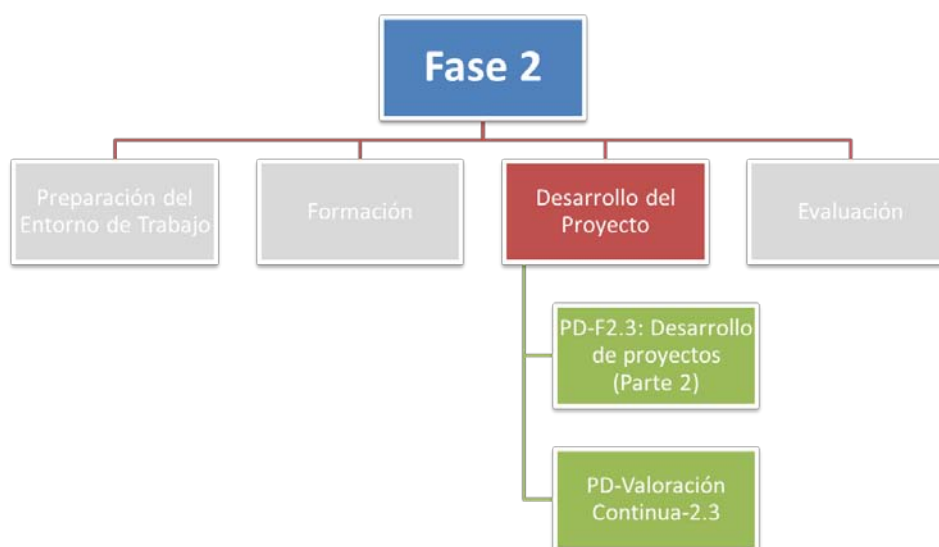 Fase 2
Preparación del
Entorno de Trabajo
Formación
Desarrollo del
Proyecto
Evaluación
PD-F2.3: Desarrollo
de proyectos
(Parte 2)
PD-Valoración
Continua-2.3